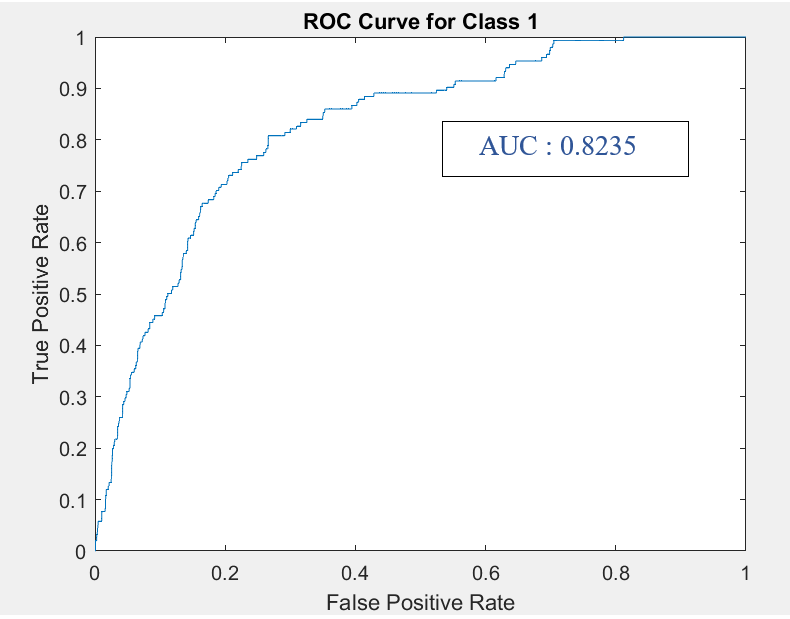 ROC Curve for Class 1
1
0.9
0.8
0.7
0.6
0.5
0.4
0.3
0.2
0.1
0
True Positive Rate
AUC : 0.8235
0 0.2 0.4 0.6 0.8 1
False Positive Rate